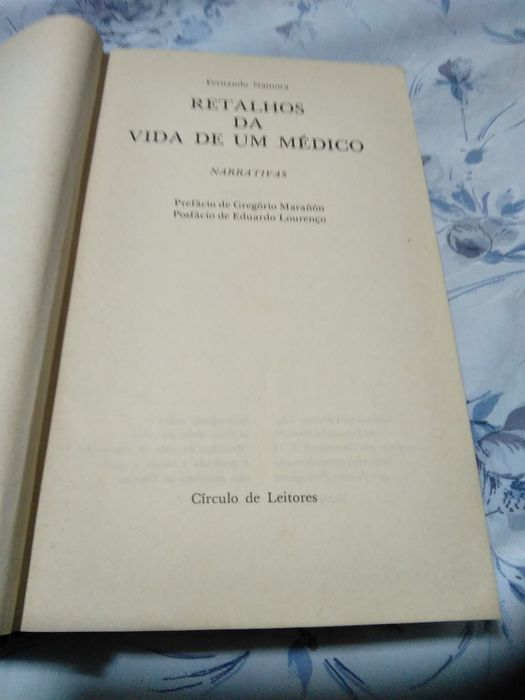 Fernando Namora
RETALHOS
DA
VIDA DE UM MÉDICO
NARRATIVAS
Prefácio de Gregório Marañón
Posfácio de Eduardo Lourenço
Círculo de Leitores